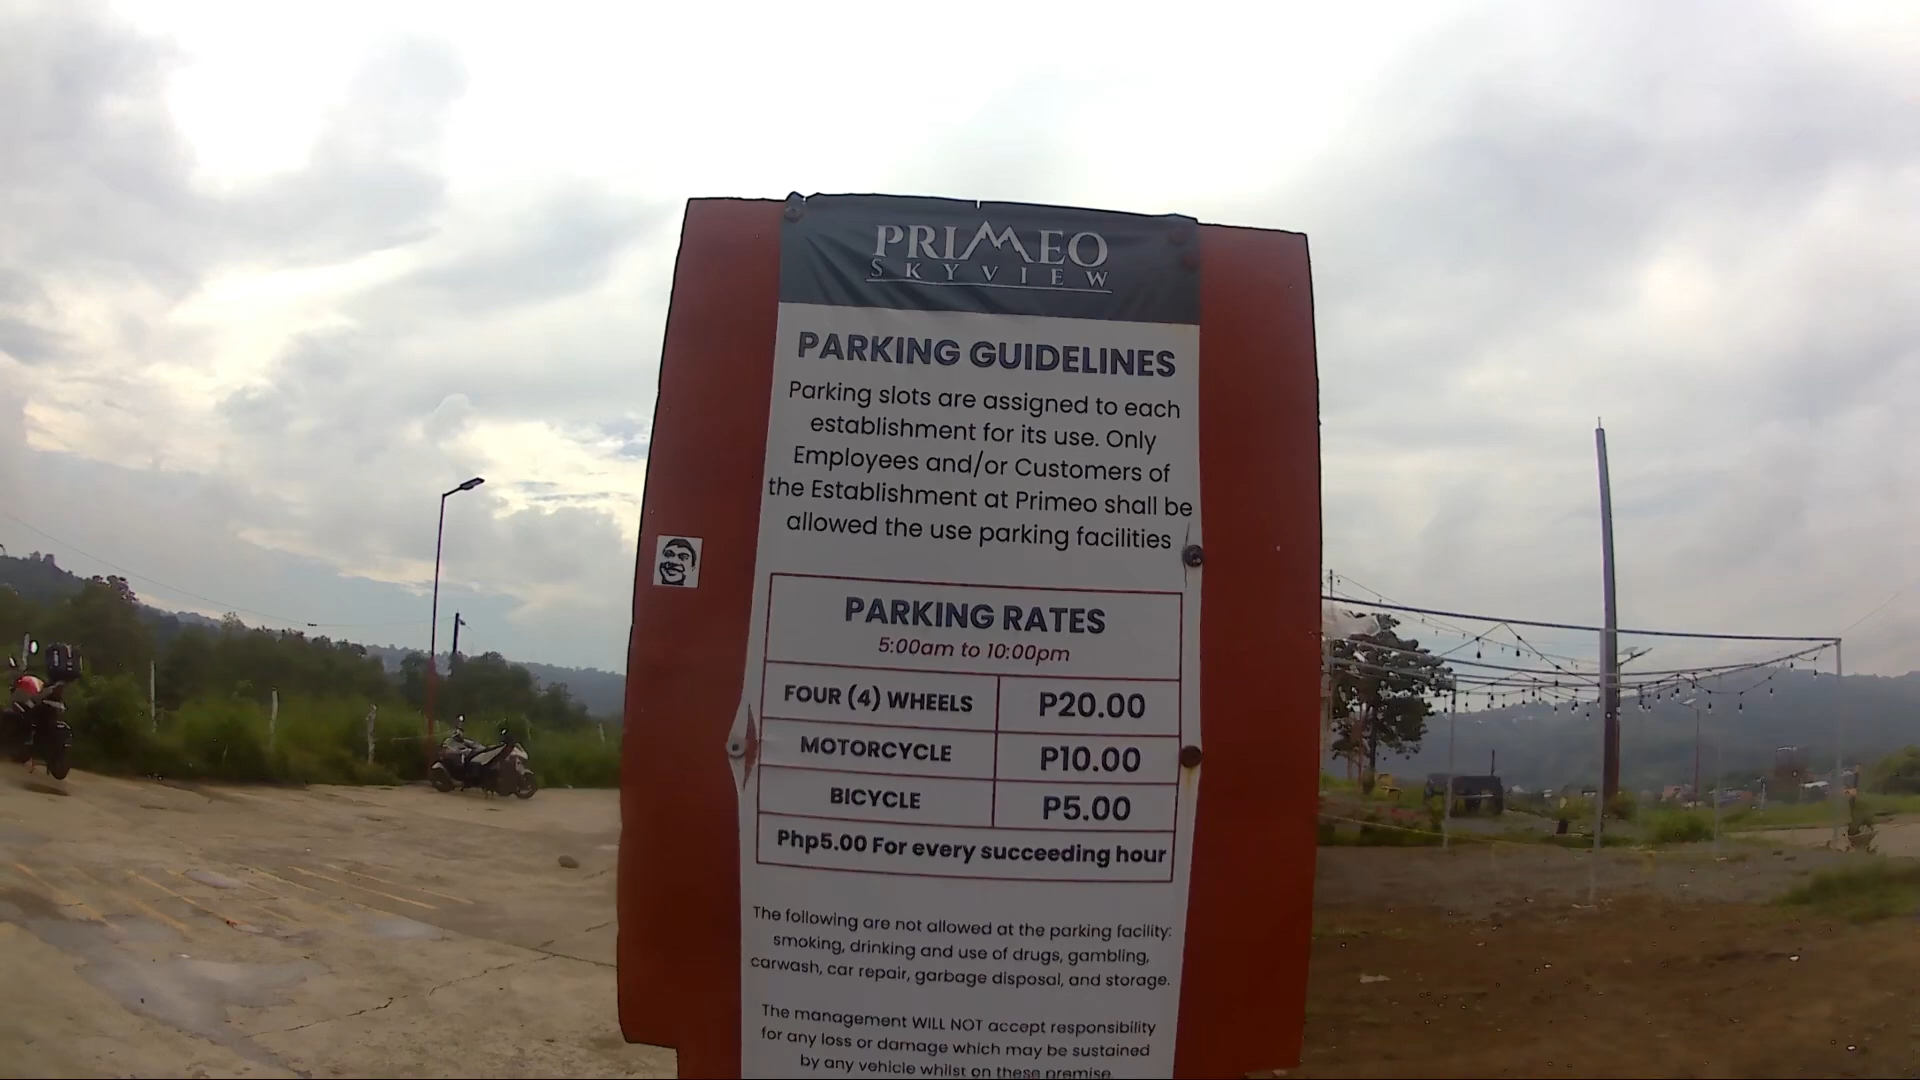 PRIMEO
SKYVIEW
PARKING GUIDELINES
Parking slots are assigned to each
establishment for its use. Only
Employees and/or Customers of
the Establishment at Primeo shall be
allowed the use parking facilities
PARKING RATES
5:00am to 10:00pm
FOUR (4) WHEELS P20.00
MOTORCYCLE P10.00
BICYCLE P5.00
Php5.00 For every succeeding hour
The following are not allowed at the parking facility:
smoking, drinking and use of drugs, gambling,
carwash, car repair, garbage disposal, and storage.
The management WILL NOT accept responsibility
for any loss or damage which may be sustained
by any vehicle whilst on these premise.